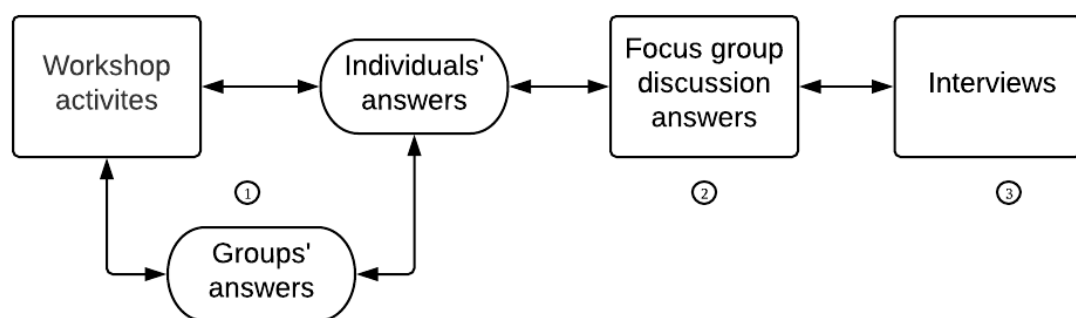 Workshop
activites
Individuals'
answers
Focus group
discussion
answers
Interviews
①
②
③
Groups'
answers